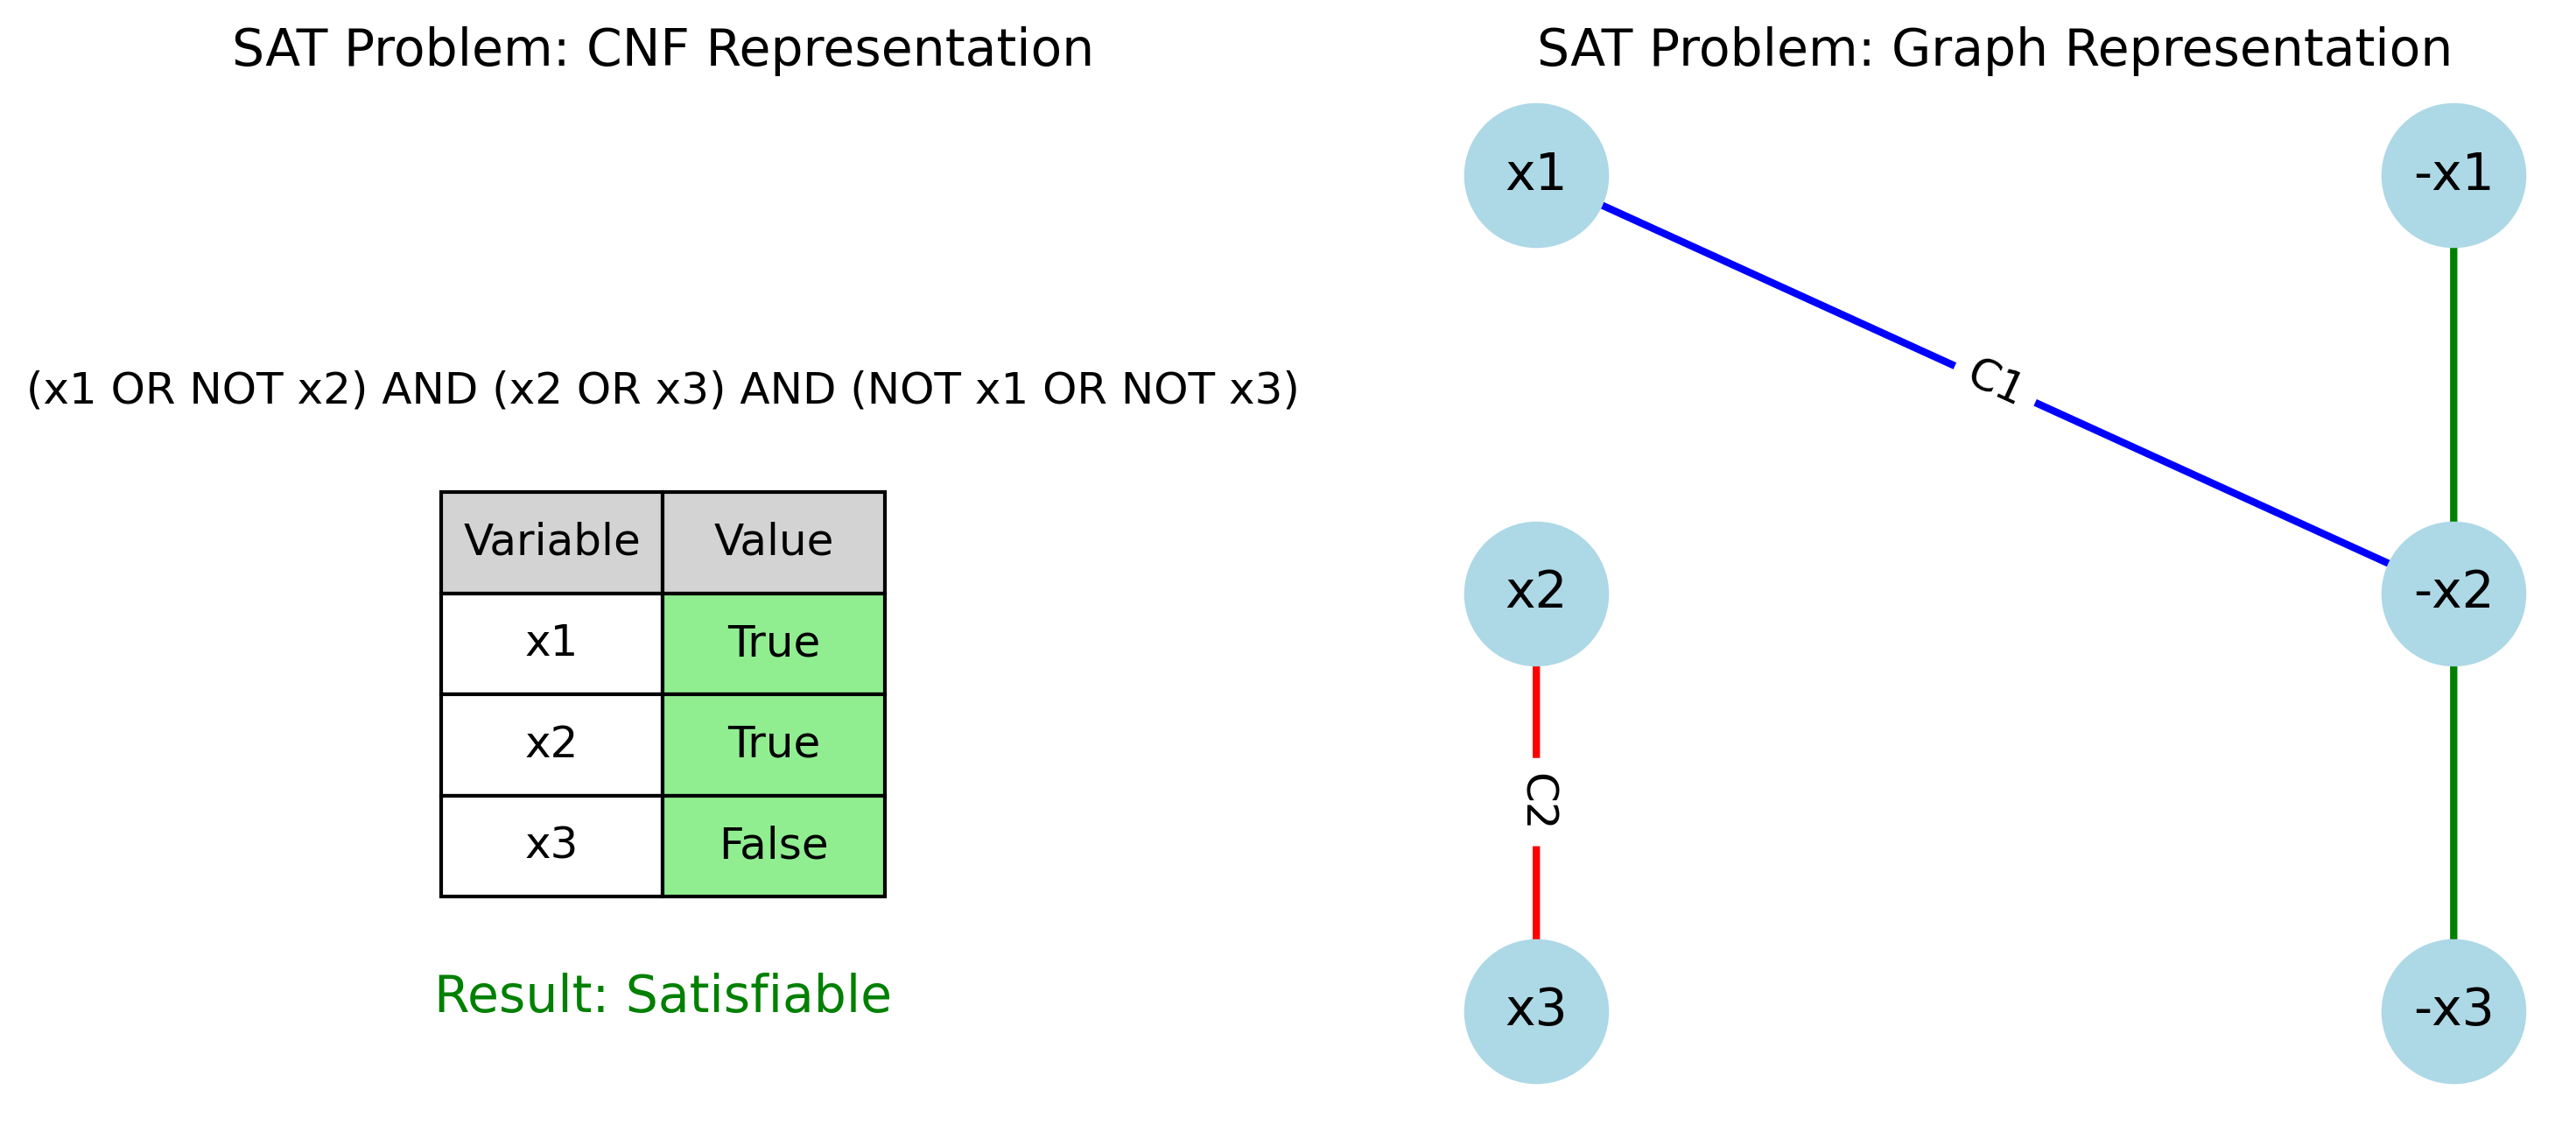 SAT Problem: CNF Representation
(x1 OR NOT x2) AND (x2 OR x3) AND (NOT x1 OR NOT x3)
Variable Value
x1 True
x2 True
x3 False
Result: Satisfiable
SAT Problem: Graph Representation
x1
-x1
C1
x2
-x2
C2
x3
-x3